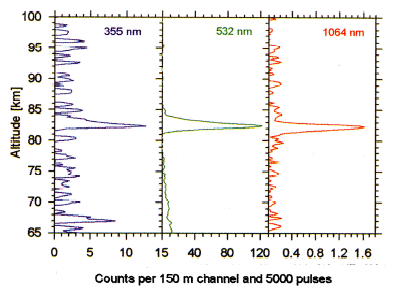 100
355 nm
532 nm
1064 nm
95
90
85
80
75
70
65
Altitude [km]
0 5 10 15 40 80 120 0.4 0.8 1.2 1.6
Counts per 150 m channel and 5000 pulses